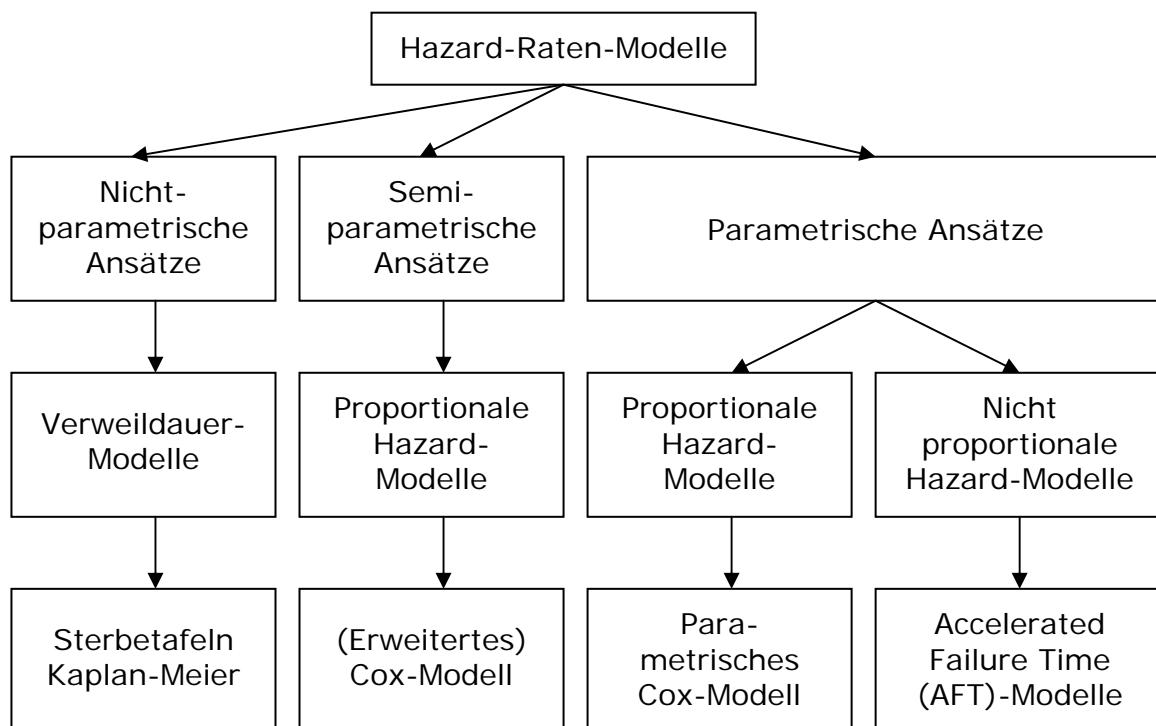 Hazard-Raten-Modelle
Nicht-
parametrische
Ansätze
Semi-
parametrische
Ansätze
Parametrische Ansätze
Verweildauer-
Modelle
Proportionale
Hazard-
Modelle
Proportionale
Hazard-
Modelle
Nicht
proportionale
Hazard-Modelle
Sterbetafeln
Kaplan-Meier
(Erweitertes)
Cox-Modell
Para-
metrisches
Cox-Modell
Accelerated
Failure Time
(AFT)-Modelle